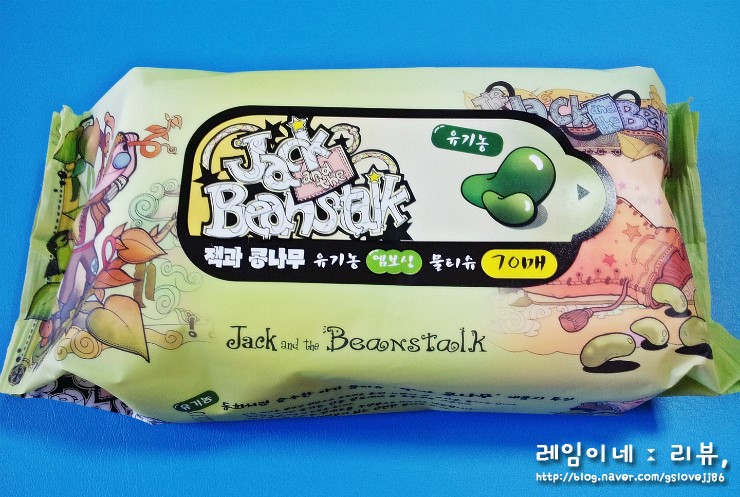 Jack
and the
Beanstalk
유기농
잭과 콩나무 유기농 엠보싱 물티슈 70매
Jack and the Beanstalk
유기농
레임이네 : 리뷰,
http://blog.naver.com/gslovejj86